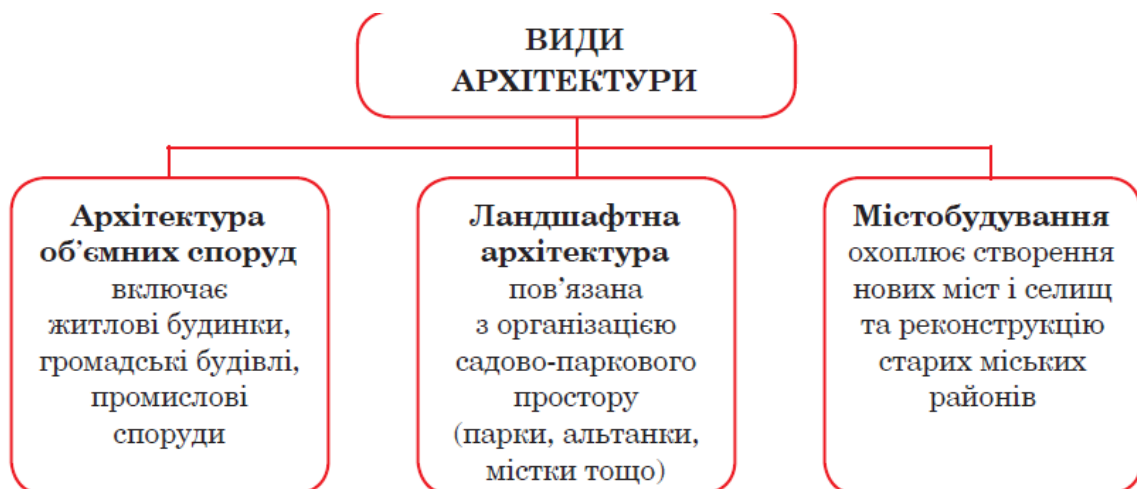 ВИДИ
АРХІТЕКТУРИ
Архітектура
об’ємних споруд
включає
житлові будинки,
громадські будівлі,
промислові
споруди
Ландшафтна
архітектура
пов’язана
з організацією
садово-паркового
простору
(парки, альтанки,
містки тощо)
Містобудування
охоплює створення
нових міст і селищ
та реконструкцію
старих міських
районів